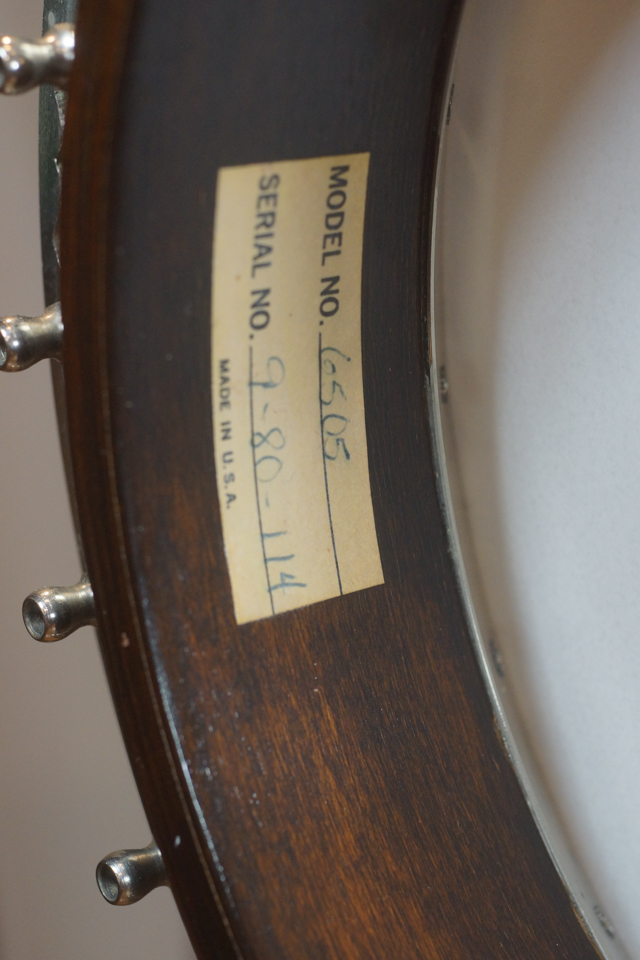 MODEL NO. 6505
SERIAL NO. 9-80-114
MADE IN U.S.A.